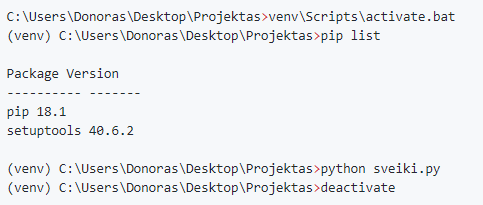 C:\Users\Donoras\Desktop\Projektas>venv\Scripts\activate.bat
(venv) C:\Users\Donoras\Desktop\Projektas>pip list
Package Version
---------- -------
pip 18.1
setuptools 40.6.2
(venv) C:\Users\Donoras\Desktop\Projektas>python sveiki.py
(venv) C:\Users\Donoras\Desktop\Projektas>deactivate